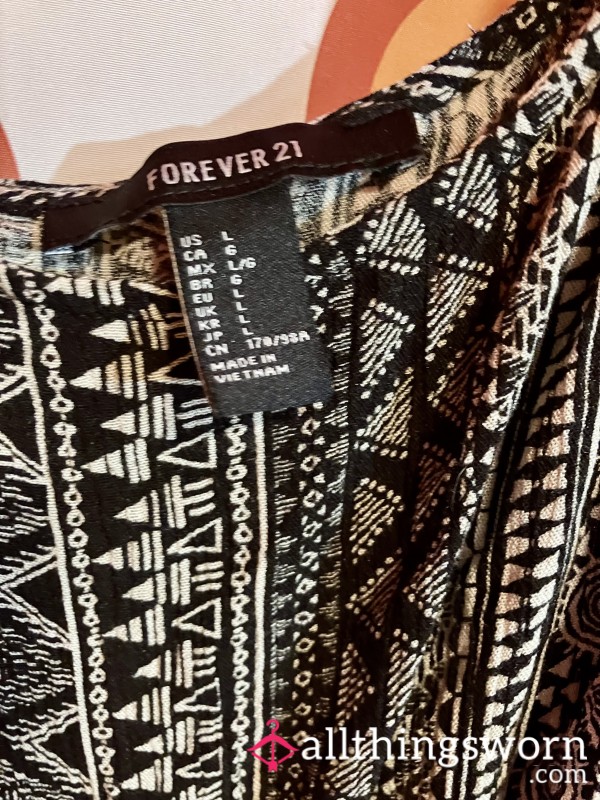 FOREVER 21
US L
CA G
MX L/G
BR G
EU L
UK L
KR L
JP L
CN 170/98A
MADE IN
VIETNAM
allthingsworn
.com